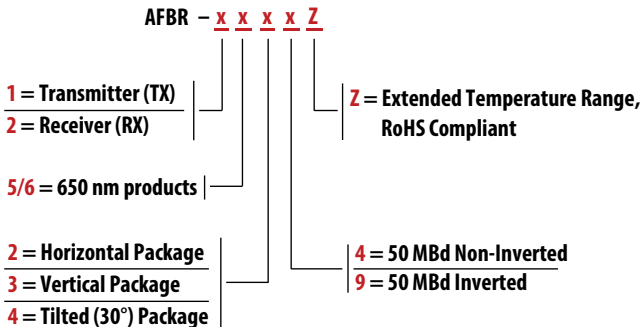 AFBR – x x x x Z
1 = Transmitter (TX)
2 = Receiver (RX)
5/6 = 650 nm products
2 = Horizontal Package
3 = Vertical Package
4 = Tilted (30°) Package
Z = Extended Temperature Range,
RoHS Compliant
4 = 50 MBd Non-Inverted
9 = 50 MBd Inverted